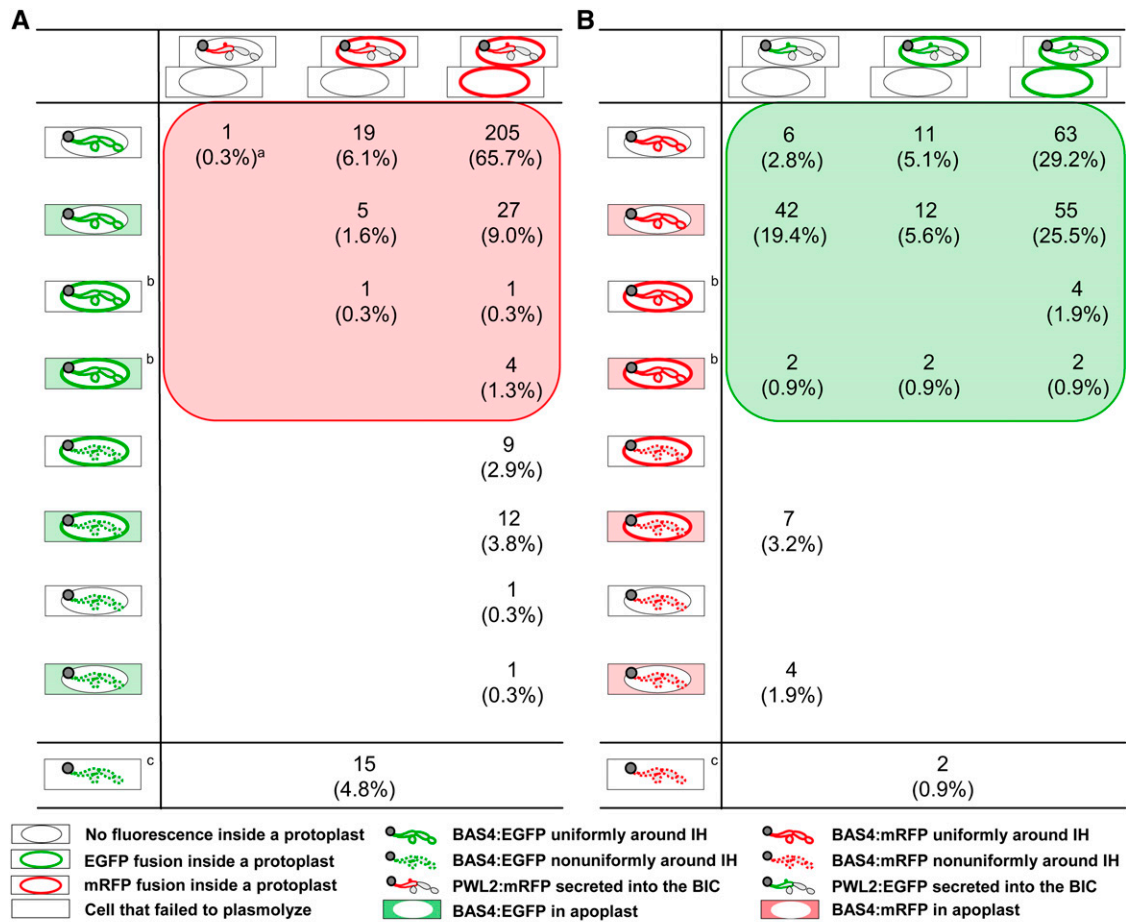 A
B
1 19 205
(0.3%)a (6.1%) (65.7%)
5 27
(1.6%) (9.0%)
b
1 1
(0.3%) (0.3%)
b
4
(1.3%)
9
(2.9%)
12
(3.8%)
1
(0.3%)
1
(0.3%)
c
15
(4.8%)
6 11 63
(2.8%) (5.1%) (29.2%)
42 12 55
(19.4%) (5.6%) (25.5%)
b
4
(1.9%)
b
2 2 2
(0.9%) (0.9%) (0.9%)
7
(3.2%)
4
(1.9%)
c
2
(0.9%)
No fluorescence inside a protoplast
EGFP fusion inside a protoplast
mRFP fusion inside a protoplast
Cell that failed to plasmolyze
BAS4:EGFP uniformly around IH
BAS4:EGFP nonuniformly around IH
PWL2:mRFP secreted into the BIC
BAS4:EGFP in apoplast
BAS4:mRFP uniformly around IH
BAS4:mRFP nonuniformly around IH
PWL2:EGFP secreted into the BIC
BAS4:mRFP in apoplast